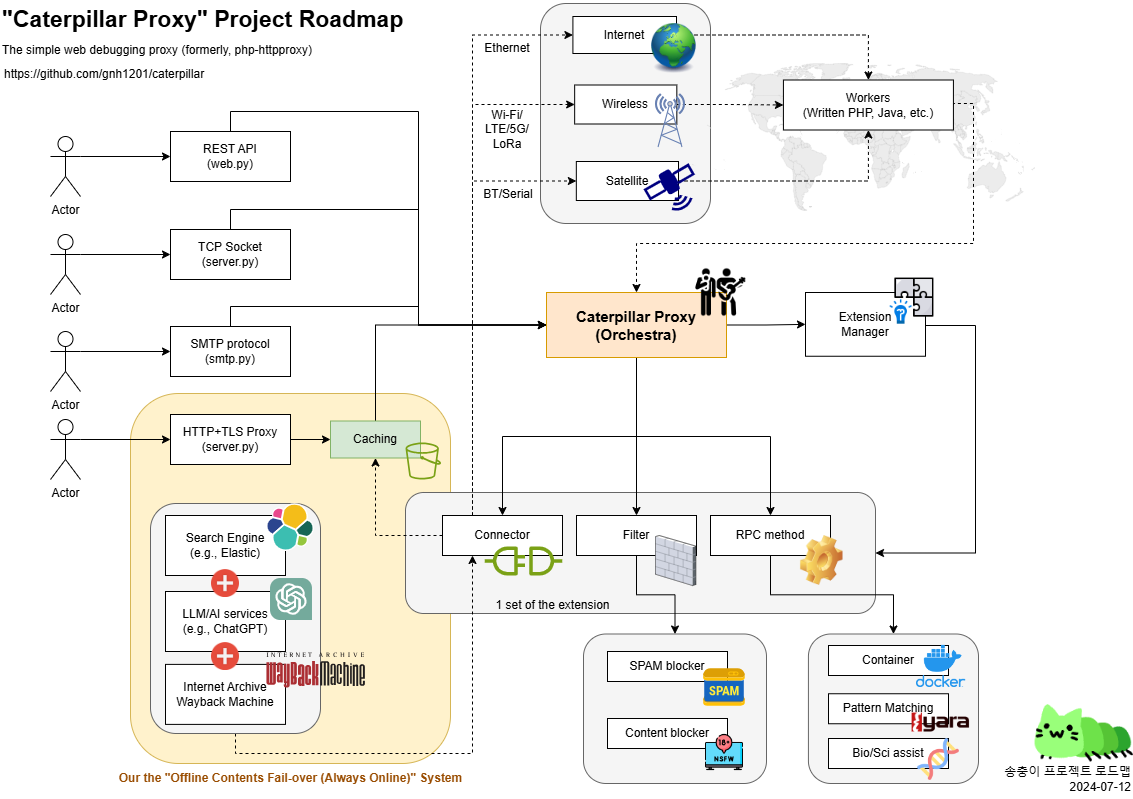 "Caterpillar Proxy" Project Roadmap
The simple web debugging proxy (formerly, php-httpproxy)
https://github.com/gnh1201/caterpillar
Ethernet
Internet
Wi-Fi/
LTE/5G/
LoRa
Wireless
BT/Serial
Satellite
Workers
(Written PHP, Java, etc.)
Actor
REST API
(web.py)
Actor
TCP Socket
(server.py)
Actor
SMTP protocol
(smtp.py)
Actor
HTTP+TLS Proxy
(server.py)
Caching
Caterpillar Proxy
(Orchestra)
Extension
Manager
Connector
Filter
RPC method
1 set of the extension
Search Engine
(e.g., Elastic)
LLM/AI services
(e.g., ChatGPT)
INTERNET ARCHIVE
WayBackMachine
Internet Archive
Wayback Machine
Our the "Offline Contents Fail-over (Always Online)" System
SPAM blocker
SPAM
Content blocker
18+
NSFW
Container
docker
Pattern Matching
yara
Bio/Sci assist
송충이 프로젝트 로드맵
2024-07-12